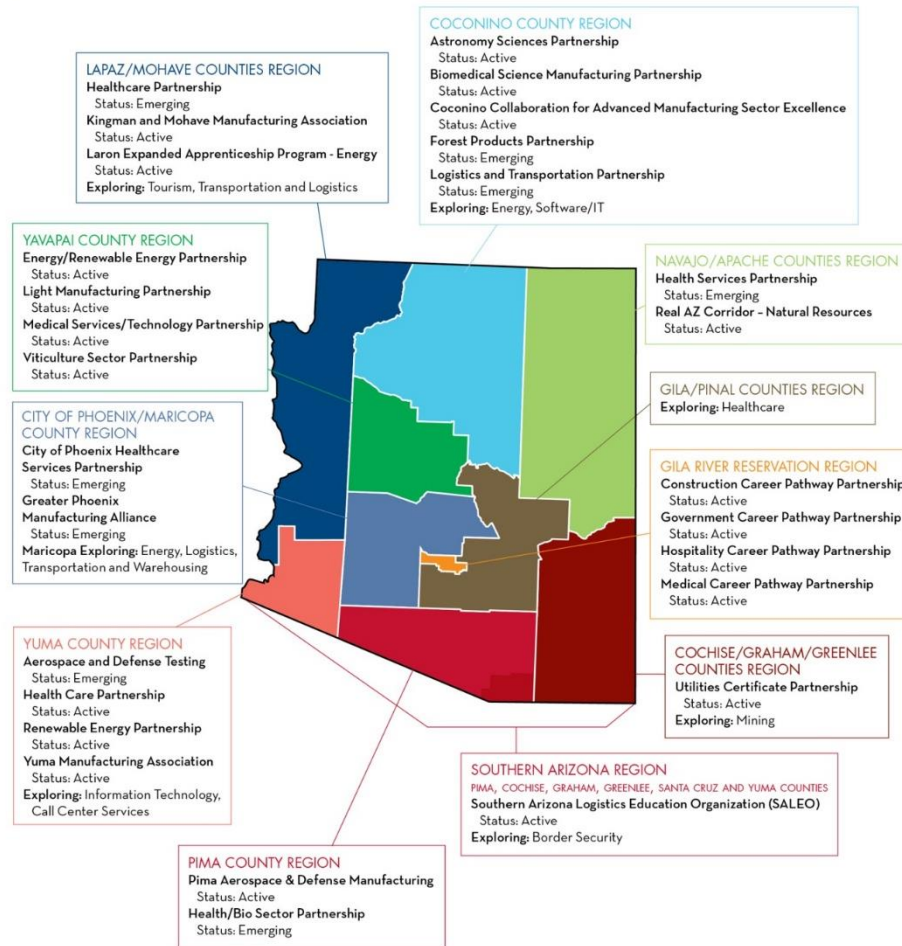 COCONINO COUNTY REGION
Astronomy Sciences Partnership
Status: Active
Biomedical Science Manufacturing Partnership
Status: Active
Coconino Collaboration for Advanced Manufacturing Sector Excellence
Status: Active
Forest Products Partnership
Status: Emerging
Logistics and Transportation Partnership
Status: Emerging
Exploring: Energy, Software/IT
LAPAZ/MOHAVE COUNTIES REGION
Healthcare Partnership
Status: Emerging
Kingman and Mohave Manufacturing Association
Status: Active
Laron Expanded Apprenticeship Program - Energy
Status: Active
Exploring: Tourism, Transportation and Logistics
YAVAPAI COUNTY REGION
Energy/Renewable Energy Partnership
Status: Active
Light Manufacturing Partnership
Status: Active
Medical Services/Technology Partnership
Status: Active
Viticulture Sector Partnership
Status: Active
NAVAJO/APACHE COUNTIES REGION
Health Services Partnership
Status: Emerging
Real AZ Corridor – Natural Resources
Status: Active
GILA/PINAL COUNTIES REGION
Exploring: Healthcare
CITY OF PHOENIX/MARICOPA
COUNTY REGION
City of Phoenix Healthcare
Services Partnership
Status: Emerging
Greater Phoenix
Manufacturing Alliance
Status: Emerging
Maricopa Exploring: Energy, Logistics,
Transportation and Warehousing
GILA RIVER RESERVATION REGION
Construction Career Pathway Partnership
Status: Active
Government Career Pathway Partnership
Status: Active
Hospitality Career Pathway Partnership
Status: Active
Medical Career Pathway Partnership
Status: Active
YUMA COUNTY REGION
Aerospace and Defense Testing
Status: Emerging
Health Care Partnership
Status: Active
Renewable Energy Partnership
Status: Active
Yuma Manufacturing Association
Status: Active
Exploring: Information Technology,
Call Center Services
COCHISE/GRAHAM/GREENLEE
COUNTIES REGION
Utilities Certificate Partnership
Status: Active
Exploring: Mining
SOUTHERN ARIZONA REGION
PIMA, COCHISE, GRAHAM, GREENLEE, SANTA CRUZ AND YUMA COUNTIES
Southern Arizona Logistics Education Organization (SALEO)
Status: Active
Exploring: Border Security
PIMA COUNTY REGION
Pima Aerospace & Defense Manufacturing
Status: Active
Health/Bio Sector Partnership
Status: Emerging